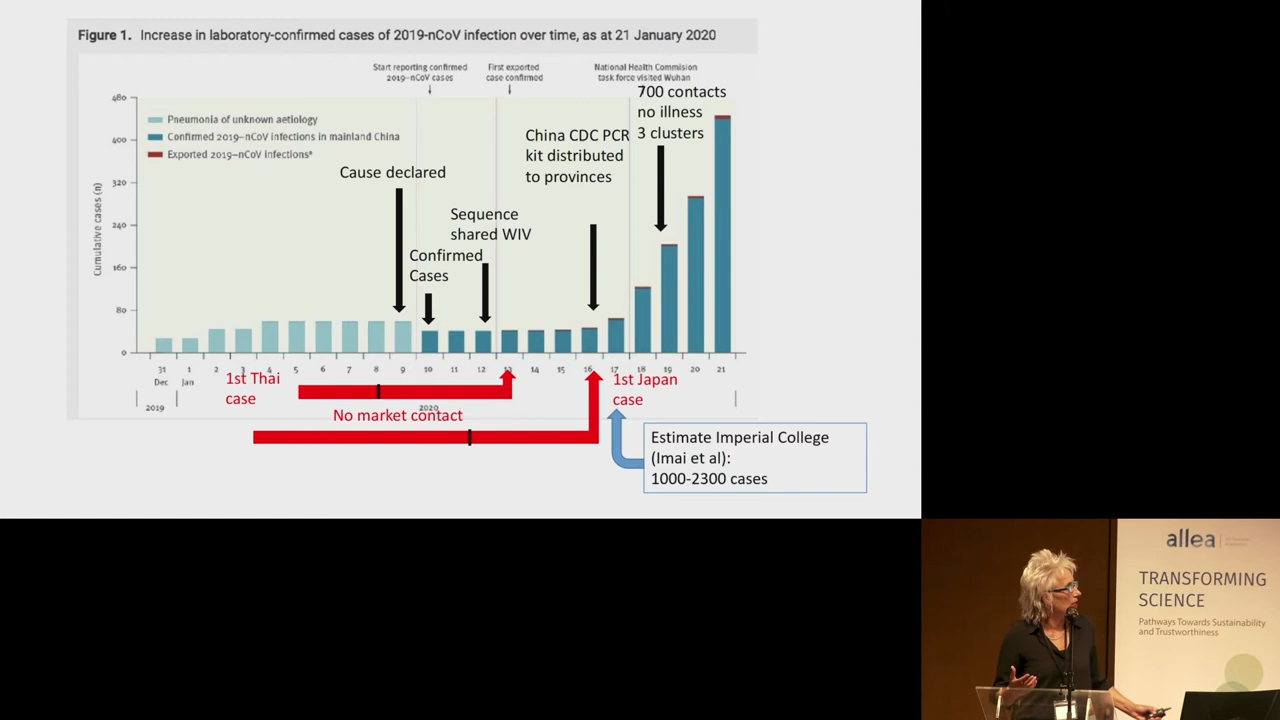 Figure 1. Increase in laboratory-confirmed cases of 2019-nCoV infection over time, as at 21 January 2020
Start reporting confirmed
2019–nCoV cases
First exported
case confirmed
National Health Commision
task force visited Wuhan
700 contacts
no illness
3 clusters
480
400
320
240
160
80
0
Cumulative cases (n)
Pneumonia of unknown aetiology
Confirmed 2019–nCoV infections in mainland China
Exported 2019–nCoV infections*
China CDC PCR
kit distributed
to provinces
Cause declared
Sequence
shared WIV
Confirmed
Cases
31 1 2 3 4 5 6 7 8 9 10 11 12 13 14 15 16 17 18 19 20 21
Dec Jan
2019
2020
1st Thai
case
1st Japan
case
No market contact
Estimate Imperial College
(Imai et al):
1000-2300 cases
allea
TRANSFORMING
SCIENCE
Pathways Towards Sustainability
and Trustworthiness